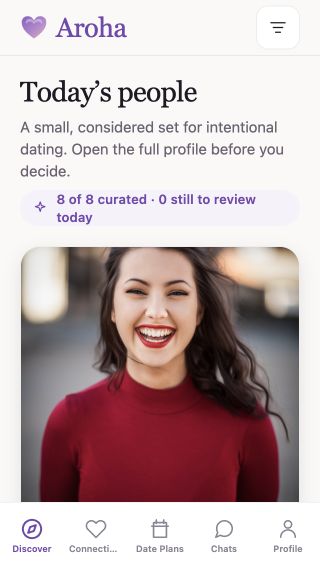 Aroha
Today’s people
A small, considered set for intentional
dating. Open the full profile before you
decide.
8 of 8 curated · 0 still to review
today
Discover
Connecti...
Date Plans
Chats
Profile